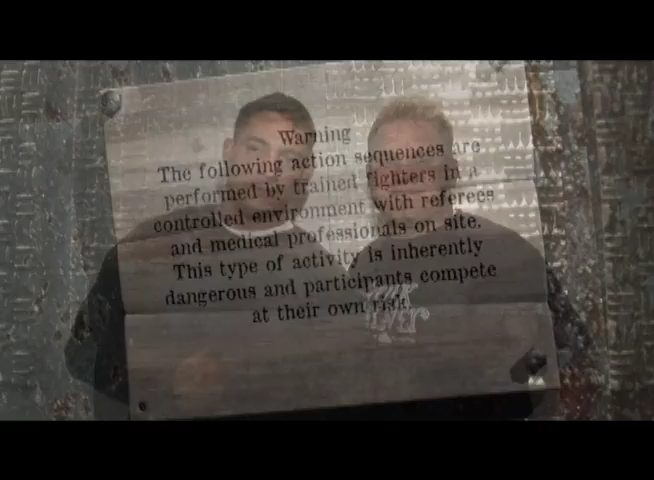 Warning
The following action sequences are
performed by trained fighters in a
controlled environment with referees
and medical professionals on site.
This type of activity is inherently
dangerous and participants compete
at their own risk.